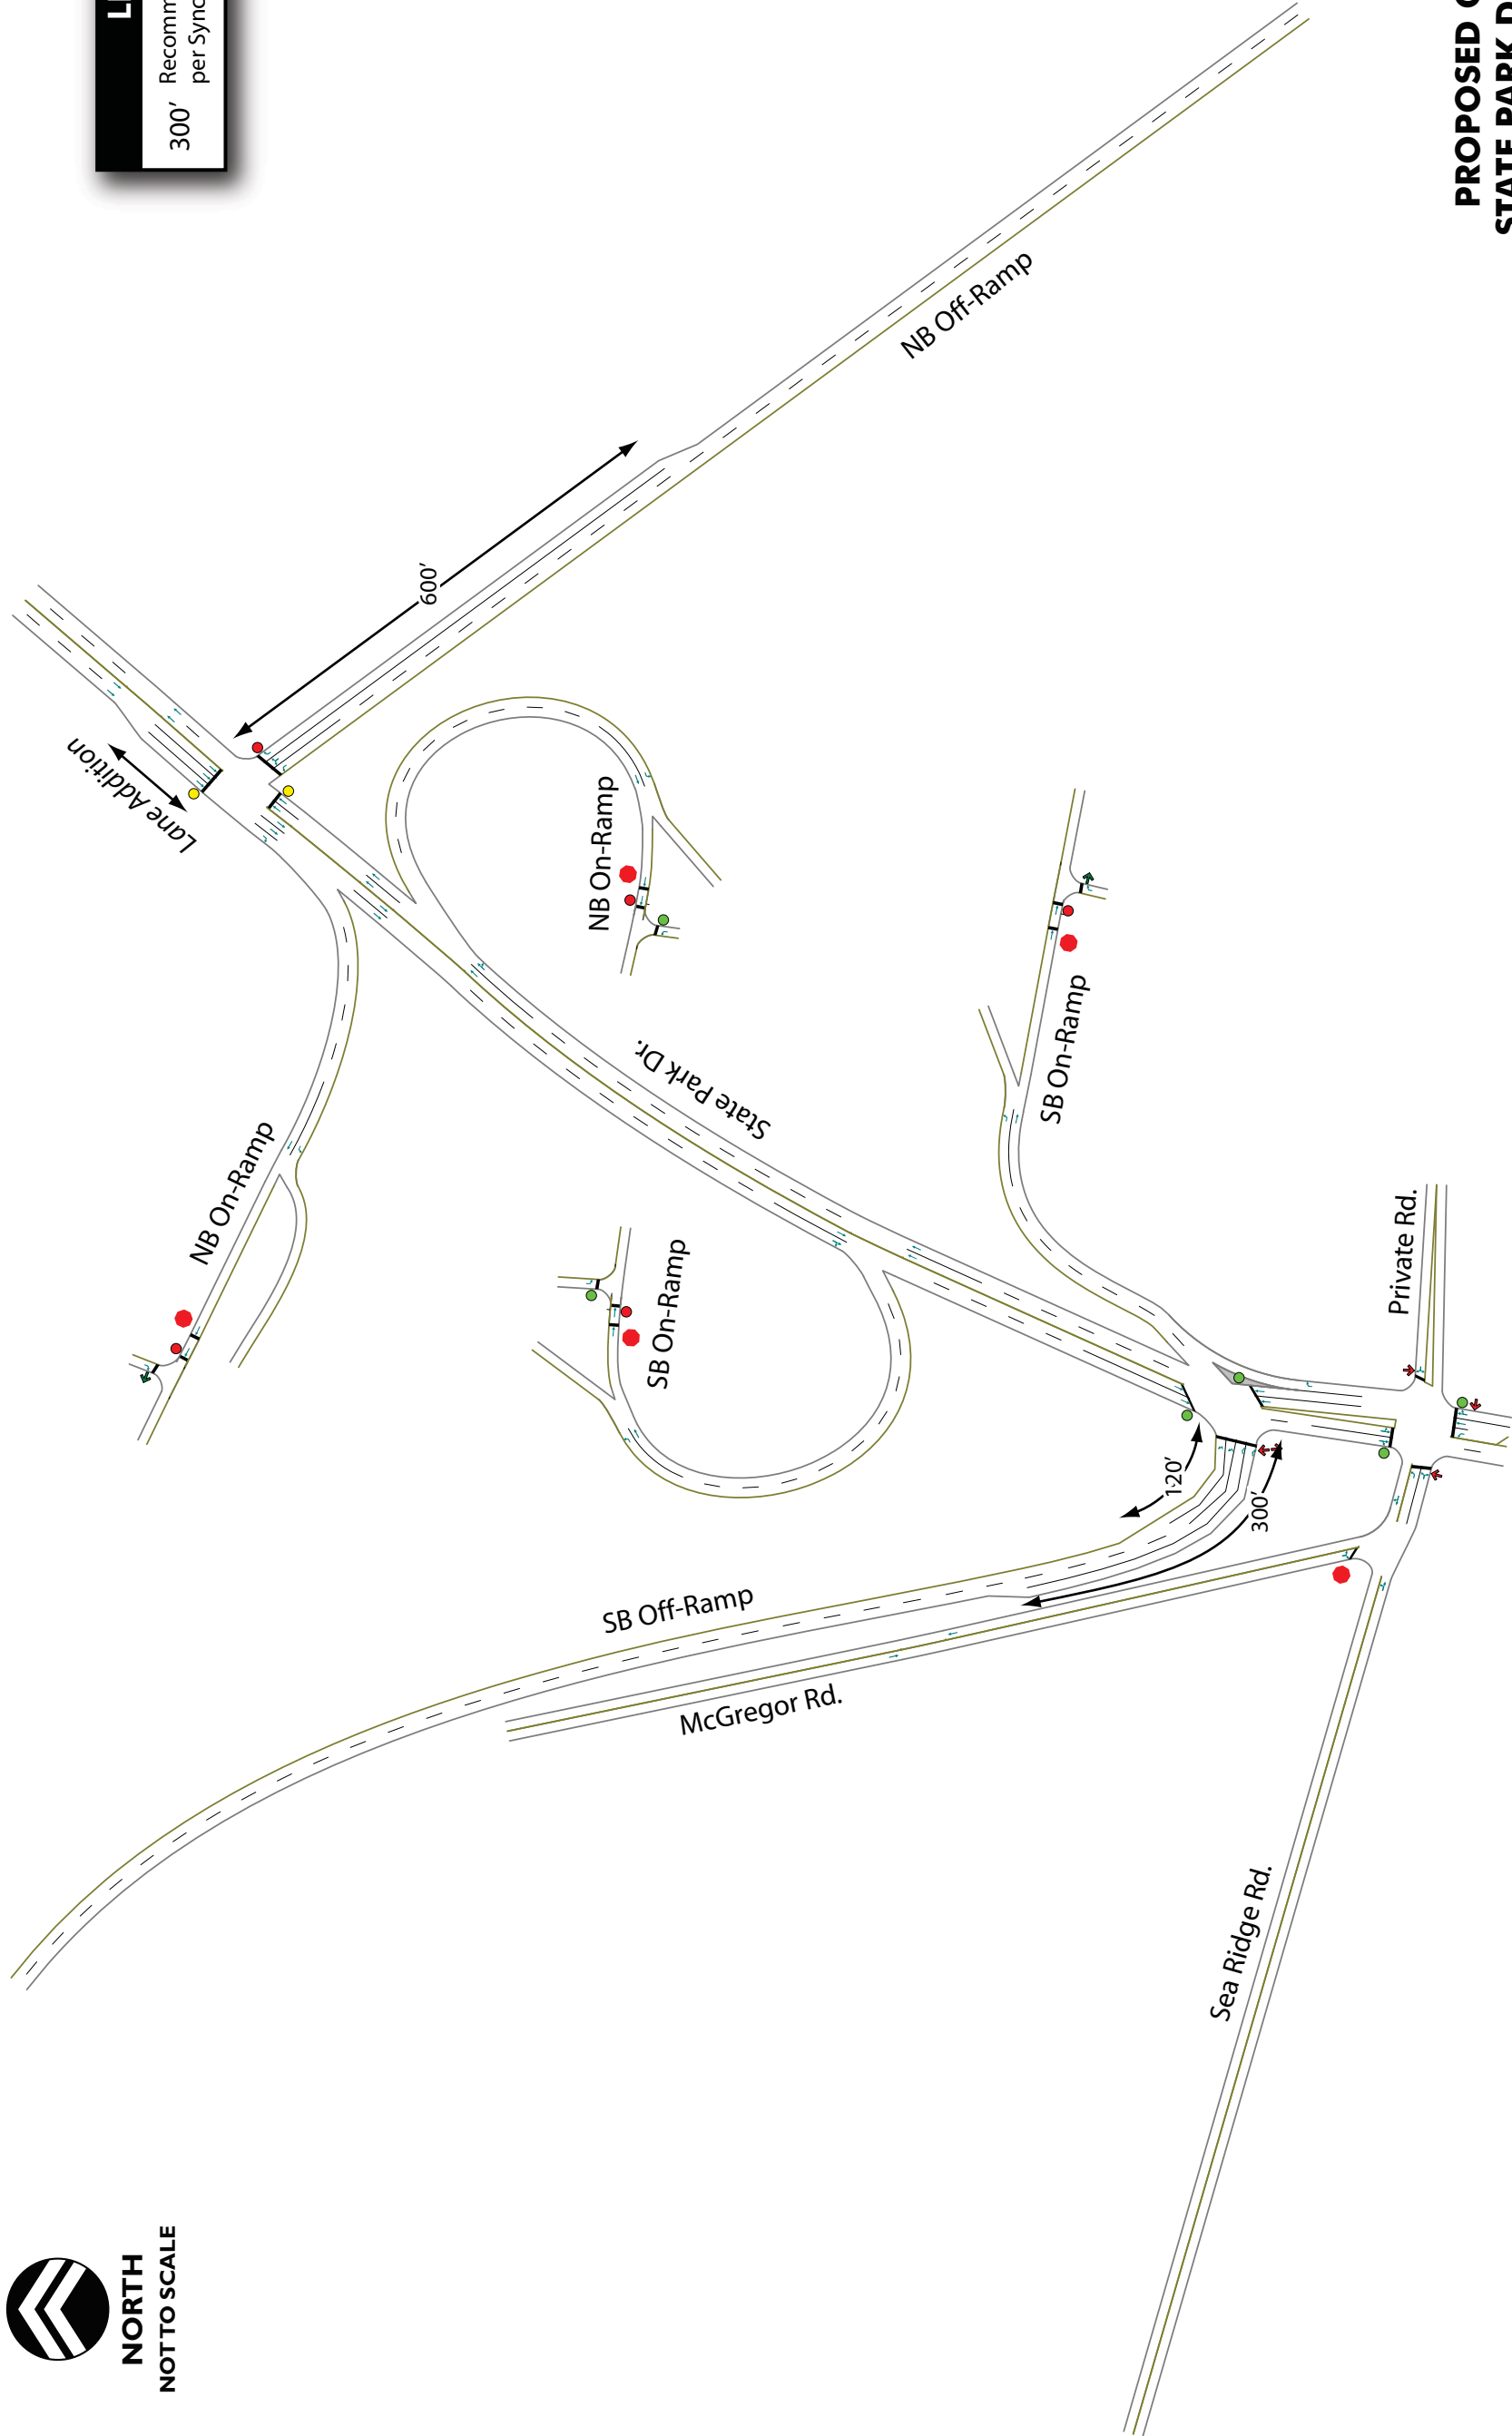 300’ Recomm
per Sync
PROPOSED
STATE PARK D
600’
NB Off-Ramp
Lane Addition
NB On-Ramp
SB On-Ramp
State Park Dr.
NB On-Ramp
SB On-Ramp
Private Rd.
120’
300’
SB Off-Ramp
McGregor Rd.
Sea Ridge Rd.
NORTH
NOT TO SCALE